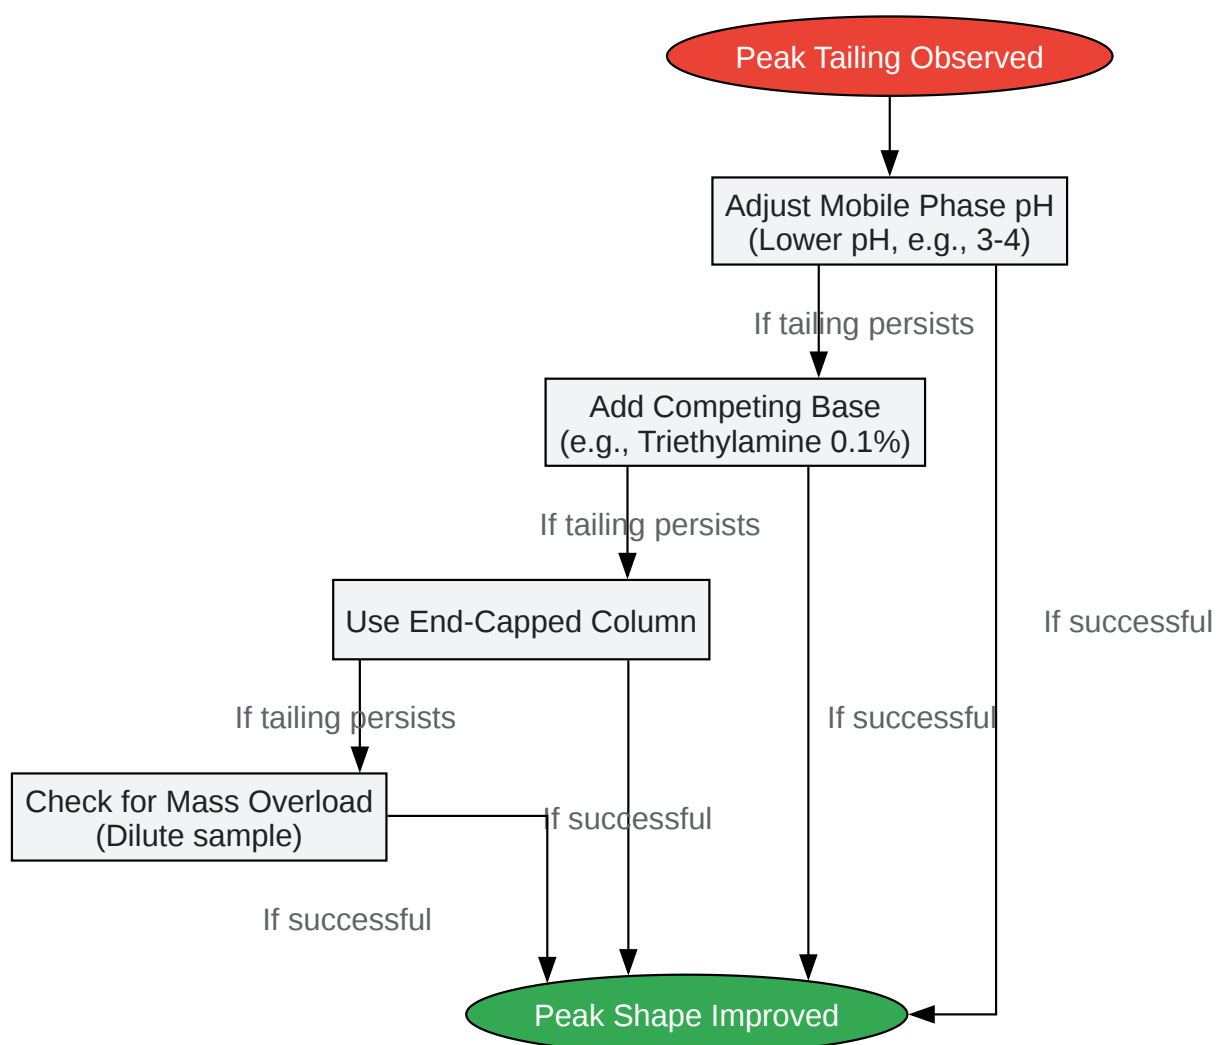 Peak Tailing Observed
Adjust Mobile Phase pH
(Lower pH, e.g., 3-4)
If tailing persists
Add Competing Base
(e.g., Triethylamine 0.1%)
If tailing persists
Use End-Capped Column
If successful
If tailing persists
If successful
Check for Mass Overload
(Dilute sample)
If successful
If successful
Peak Shape Improved